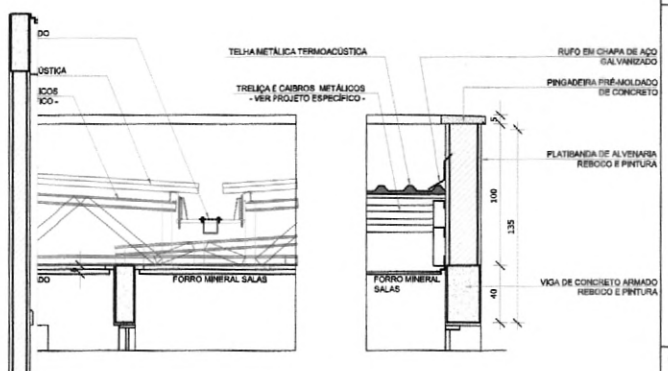 DO
ÚSTICA
ICOS
TELHA METÁLICA TERMOACÚSTICA
TRELIÇA E CAIBROS METÁLICOS
- VER PROJETO ESPECÍFICO -
RUFO EM CHAPA DE AÇO
GALVANIZADO
PINGADEIRA PRÉ-MOLDADO
DE CONCRETO
PLATIBANDA DE ALVENARIA
REBOCO E PINTURA
5
100
135
40
DO
FORRO MINERAL SALAS
FORRO MINERAL
SALAS
VIGA DE CONCRETO ARMADO
REBOCO E PINTURA